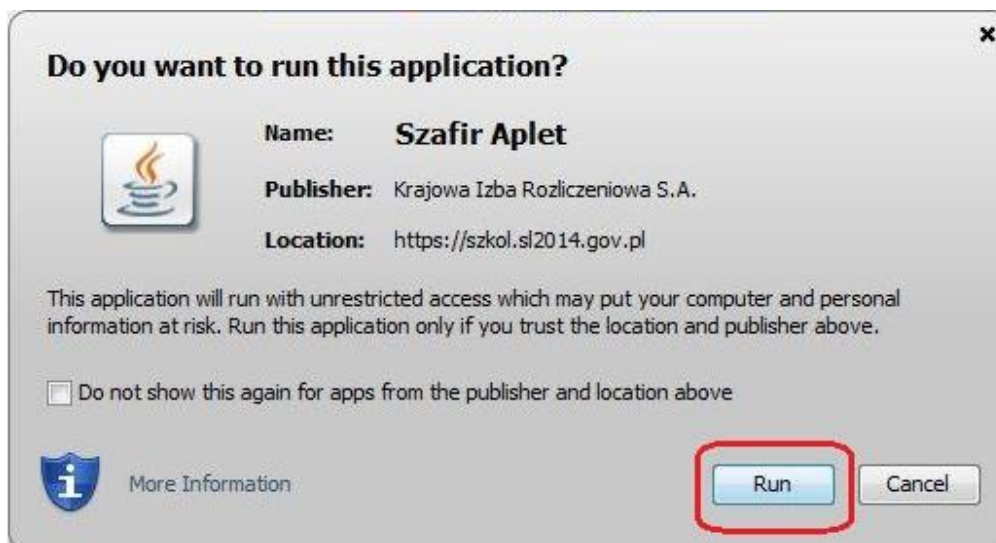 Do you want to run this application?
Name: Szafir Aplet
Publisher: Krajowa Izba Rozliczeniowa S.A.
Location: https://szkol.sl2014.gov.pl
This application will run with unrestricted access which may put your computer and personal
information at risk. Run this application only if you trust the location and publisher above.
Do not show this again for apps from the publisher and location above
More Information
Run
Cancel